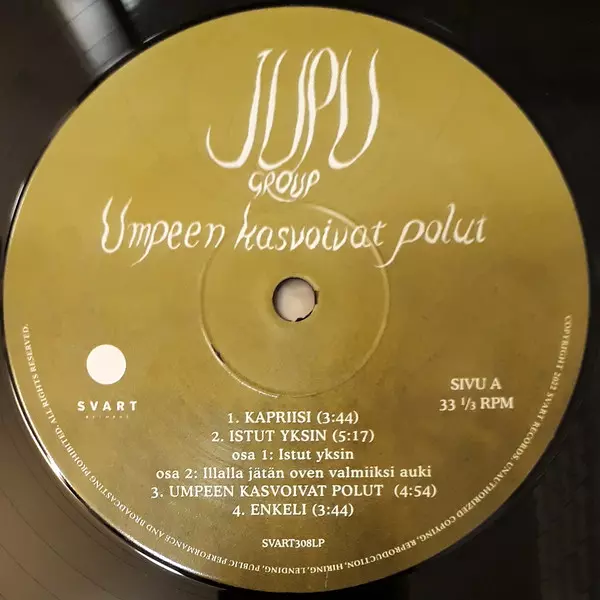 JUPU
GROUP
Umpeen kasvoivat polut
SVART
RECORDS
SIVU A
33 1/3 RPM
1. KAPRIISI (3:44)
2. ISTUT YKSIN (5:17)
osa 1: Istut yksin
osa 2: Illalla jätän oven valmiiksi auki
3. UMPEEN KASVOIVAT POLUT (4:54)
4. ENKELI (3:44)
SVART308LP
COPYRIGHT 2022 SVART RECORDS. UNAUTHORIZED COPYING, REPRODUCTION, HIRING, LENDING, PUBLIC PERFORMANCE AND BROADCASTING PROHIBITED. ALL RIGHTS RESERVED.